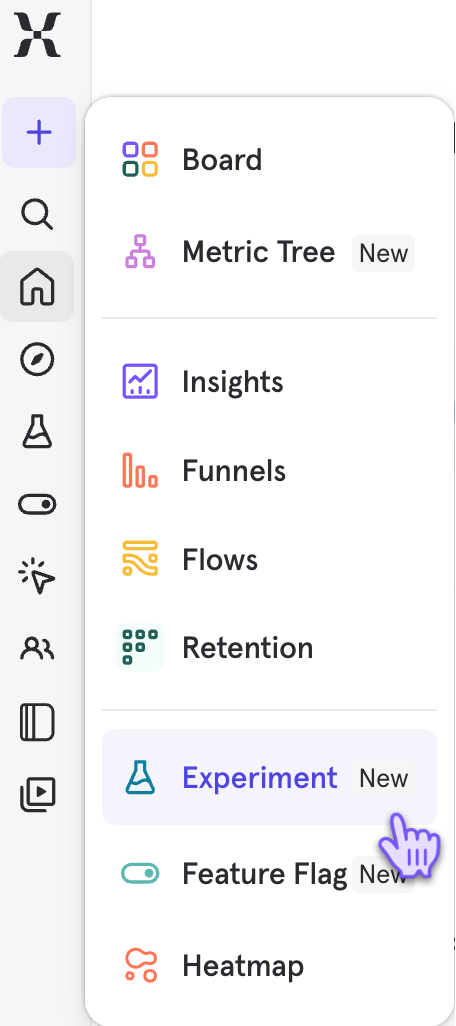 Board
Metric Tree New
Insights
Funnels
Flows
Retention
Experiment New
Feature Flag New
Heatmap